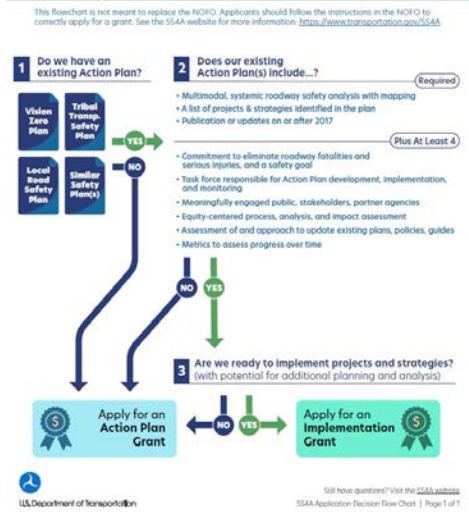 This flowchart is not meant to replace the NOFO. Applicants should follow the instructions in the NOFO to
correctly apply for a grant. See the SS4A website for more information: https://www.transportation.gov/SS4A
1
Do we have an
existing Action Plan?
Vision
Zero
Plan
Tribal
Transp.
Safety
Plan
Local
Road
Safety
Plan
Similar
Safety
Plan(s)
YES
NO
2
Does our existing
Action Plan(s) include...?
Required
• Multimodal, systemic roadway safety analysis with mapping
• A list of projects & strategies identified in the plan
• Publication or updates on or after 2017
Plus At Least 4
• Commitment to eliminate roadway fatalities and
serious injuries, and a safety goal
• Task force responsible for Action Plan development, implementation,
and monitoring
• Meaningfully engaged public, stakeholders, partner agencies
• Equity-centered process, analysis, and impact assessment
• Assessment of and approach to update existing plans, policies, guides
• Metrics to assess progress over time
NO
YES
3
Are we ready to implement projects and strategies?
(with potential for additional planning and analysis)
$
Apply for an
Action Plan
Grant
NO
YES
Apply for an
Implementation
Grant
$
U.S. Department of Transportation
Still have questions? Visit the SS4A website
SS4A Application Decision Flow Chart | Page 1 of 1